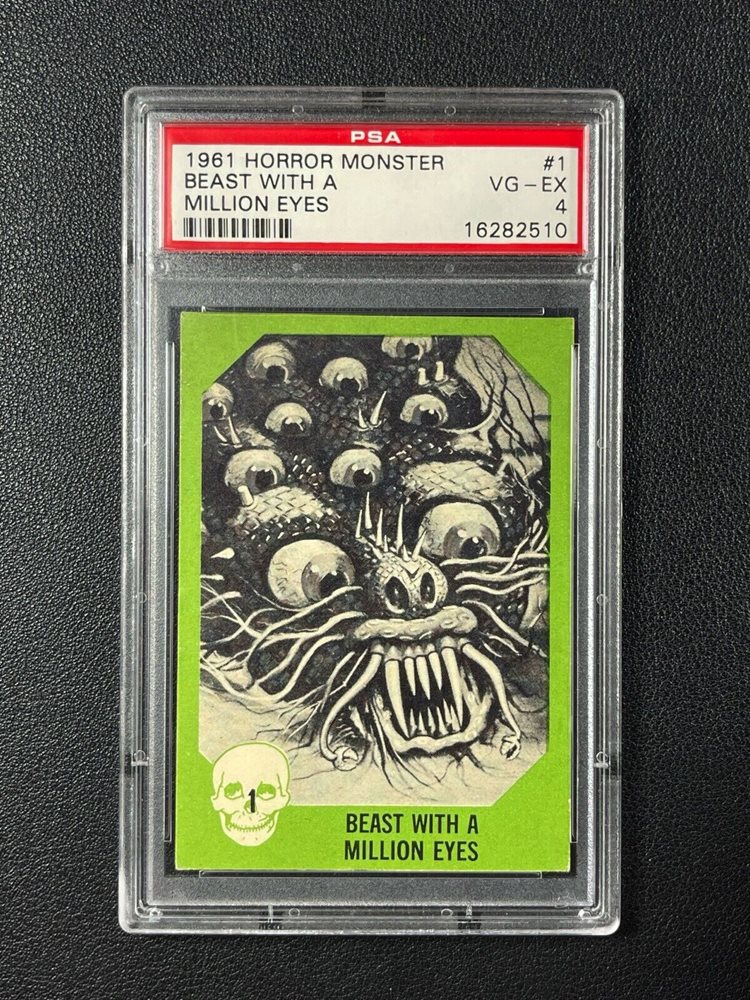 PSA
1961 HORROR MONSTER #1
BEAST WITH A VG-EX
MILLION EYES 4
16282510
1
BEAST WITH A
MILLION EYES